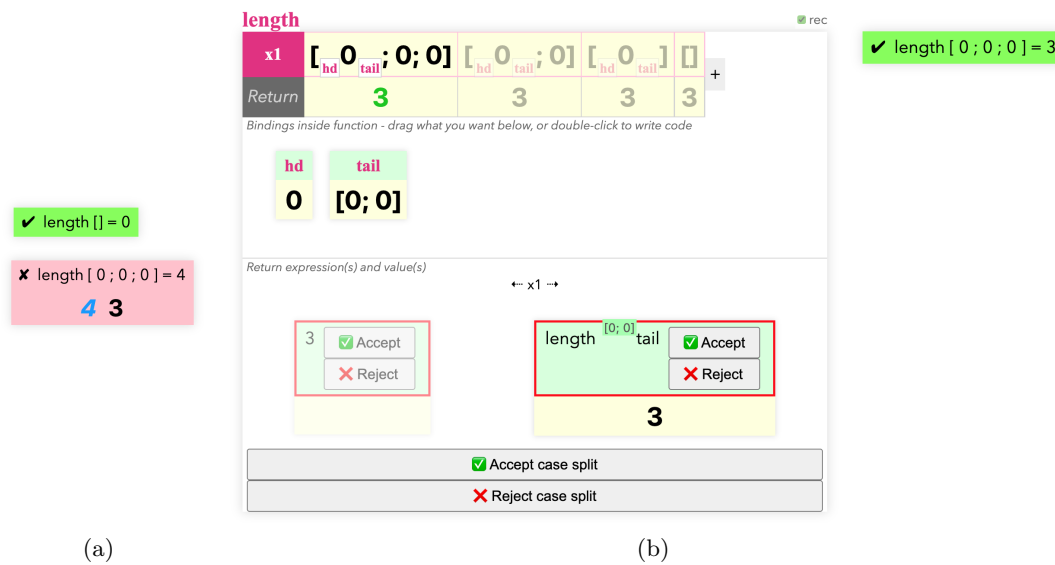 length
rec
x1 [ hd 0 tail ; 0; 0] [ hd 0 tail ; 0] [ hd 0 tail ] [] +
Return 3 3 3 3
Bindings inside function - drag what you want below, or double-click to write code
hd tail
0 [0; 0]
Return expression(s) and value(s)
x1
3 Accept
Reject
length [0; 0] tail Accept
Reject
3
Accept case split
Reject case split
✔ length [ 0 ; 0 ; 0 ] = 3
✔ length [] = 0
✘ length [ 0 ; 0 ; 0 ] = 4
4 3
(a) (b)